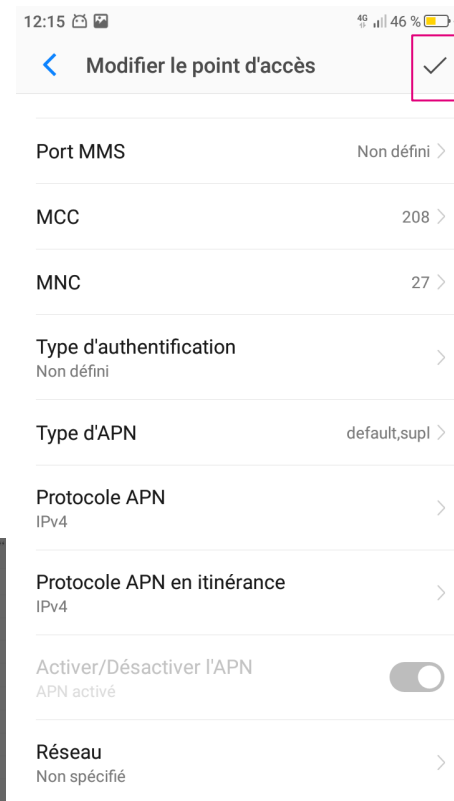 12:15 4G 46 %
Modifier le point d'accès
Port MMS Non défini
MCC 208
MNC 27
Type d'authentification
Non défini
Type d'APN default,supl
Protocole APN
IPv4
Protocole APN en itinérance
IPv4
Activer/Désactiver l'APN
APN activé
Réseau
Non spécifié